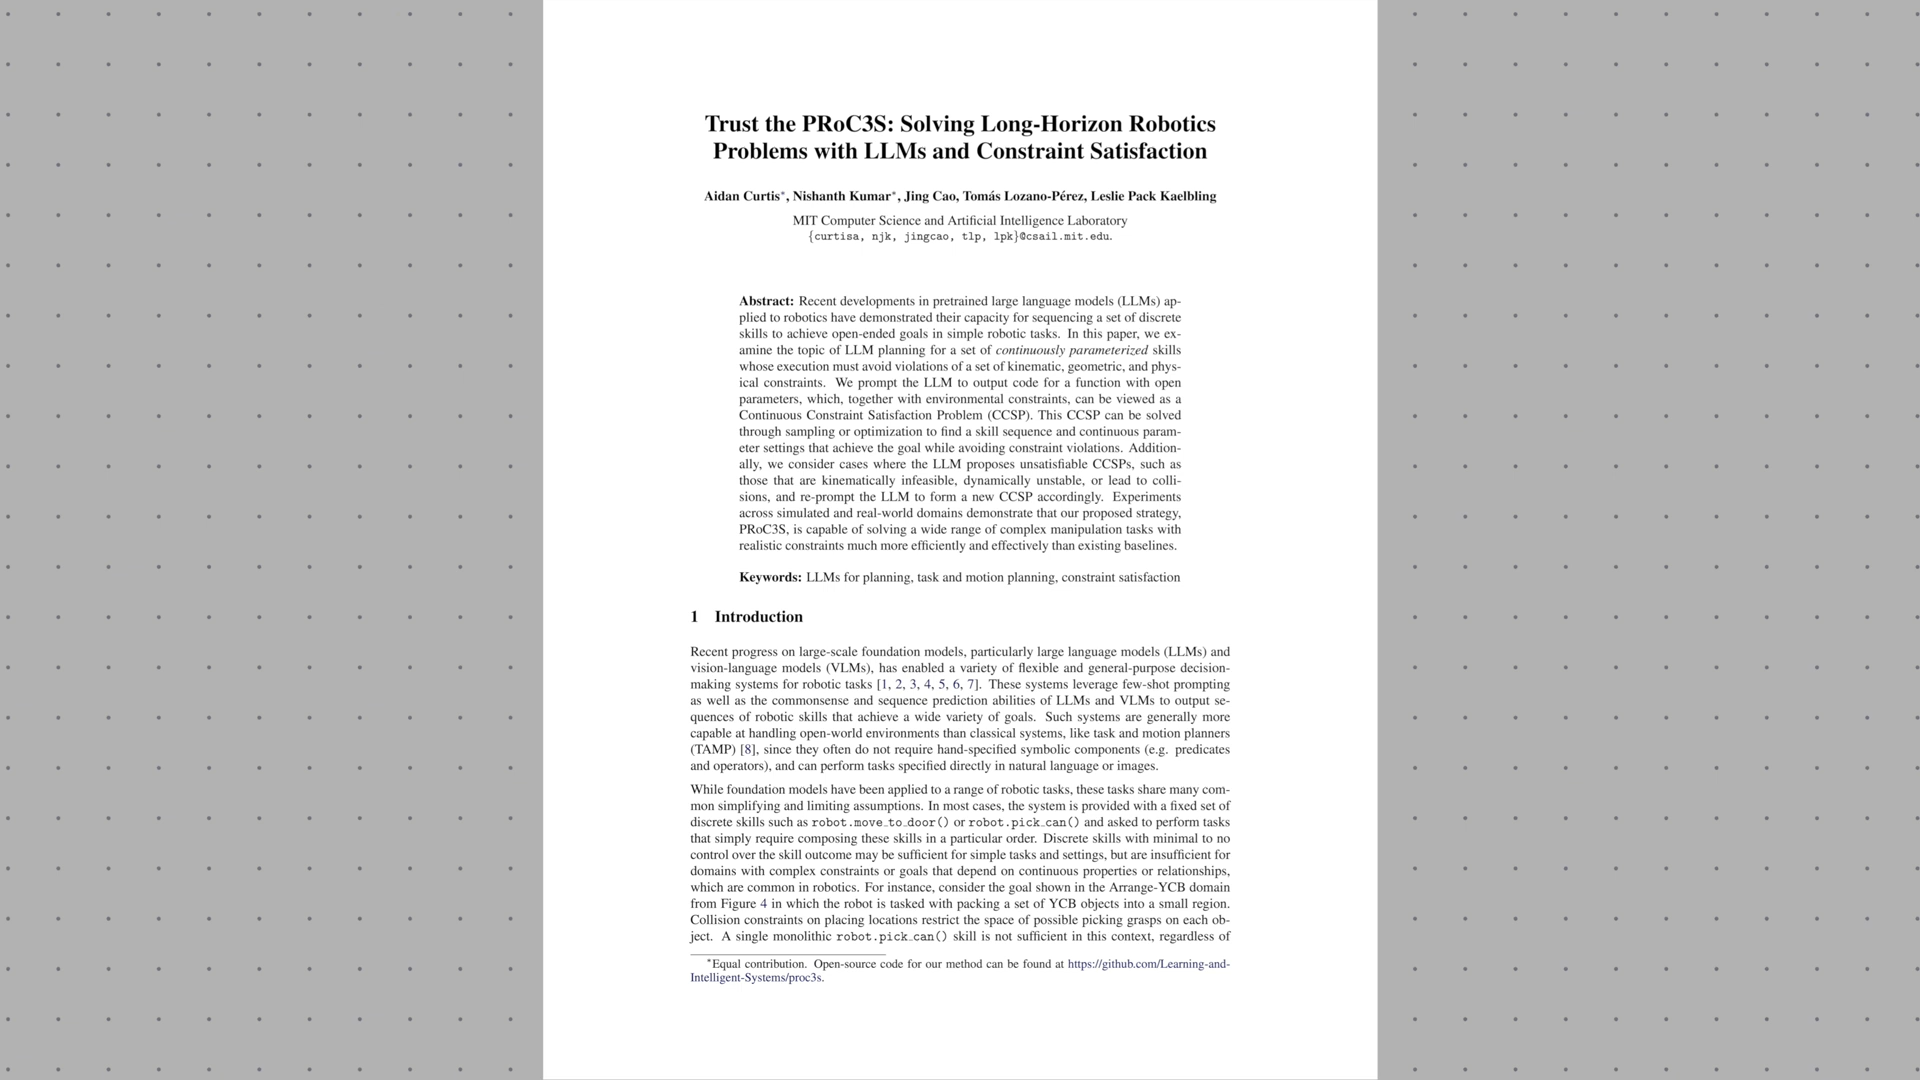 Trust the PRoC3S: Solving Long-Horizon Robotics
Problems with LLMs and Constraint Satisfaction
Aidan Curtis*, Nishanth Kumar*, Jing Cao, Tomás Lozano-Pérez, Leslie Pack Kaelbling
MIT Computer Science and Artificial Intelligence Laboratory
{curtisa, njk, jingcao, tlp, lpk}@csail.mit.edu.
Abstract: Recent developments in pretrained large language models (LLMs) ap-
plied to robotics have demonstrated their capacity for sequencing a set of discrete
skills to achieve open-ended goals in simple robotic tasks. In this paper, we ex-
amine the topic of LLM planning for a set of continuously parameterized skills
whose execution must avoid violations of a set of kinematic, geometric, and phys-
ical constraints. We prompt the LLM to output code for a function with open
parameters, which, together with environmental constraints, can be viewed as a
Continuous Constraint Satisfaction Problem (CCSP). This CCSP can be solved
through sampling or optimization to find a skill sequence and continuous param-
eter settings that achieve the goal while avoiding constraint violations. Addition-
ally, we consider cases where the LLM proposes unsatisfiable CCSPs, such as
those that are kinematically infeasible, dynamically unstable, or lead to colli-
sions, and re-prompt the LLM to form a new CCSP accordingly. Experiments
across simulated and real-world domains demonstrate that our proposed strategy,
PRoC3S, is capable of solving a wide range of complex manipulation tasks with
realistic constraints much more efficiently and effectively than existing baselines.
Keywords: LLMs for planning, task and motion planning, constraint satisfaction
1 Introduction
Recent progress on large-scale foundation models, particularly large language models (LLMs) and
vision-language models (VLMs), has enabled a variety of flexible and general-purpose decision-
making systems for robotic tasks [1, 2, 3, 4, 5, 6, 7]. These systems leverage few-shot prompting
as well as the commonsense and sequence prediction abilities of LLMs and VLMs to output se-
quences of robotic skills that achieve a wide variety of goals. Such systems are generally more
capable at handling open-world environments than classical systems, like task and motion planners
(TAMP) [8], since they often do not require hand-specified symbolic components (e.g. predicates
and operators), and can perform tasks specified directly in natural language or images.
While foundation models have been applied to a range of robotic tasks, these tasks share many com-
mon simplifying and limiting assumptions. In most cases, the system is provided with a fixed set of
discrete skills such as robot.move_to_door() or robot.pick_can() and asked to perform tasks
that simply require composing these skills in a particular order. Discrete skills with minimal to no
control over the skill outcome may be sufficient for simple tasks and settings, but are insufficient for
domains with complex constraints or goals that depend on continuous properties or relationships,
which are common in robotics. For instance, consider the goal shown in the Arrange-YCB domain
from Figure 4 in which the robot is tasked with packing a set of YCB objects into a small region.
Collision constraints on placing locations restrict the space of possible picking grasps on each ob-
ject. A single monolithic robot.pick_can() skill is not sufficient in this context, regardless of
*Equal contribution. Open-source code for our method can be found at https://github.com/Learning-and-
Intelligent-Systems/proc3s.